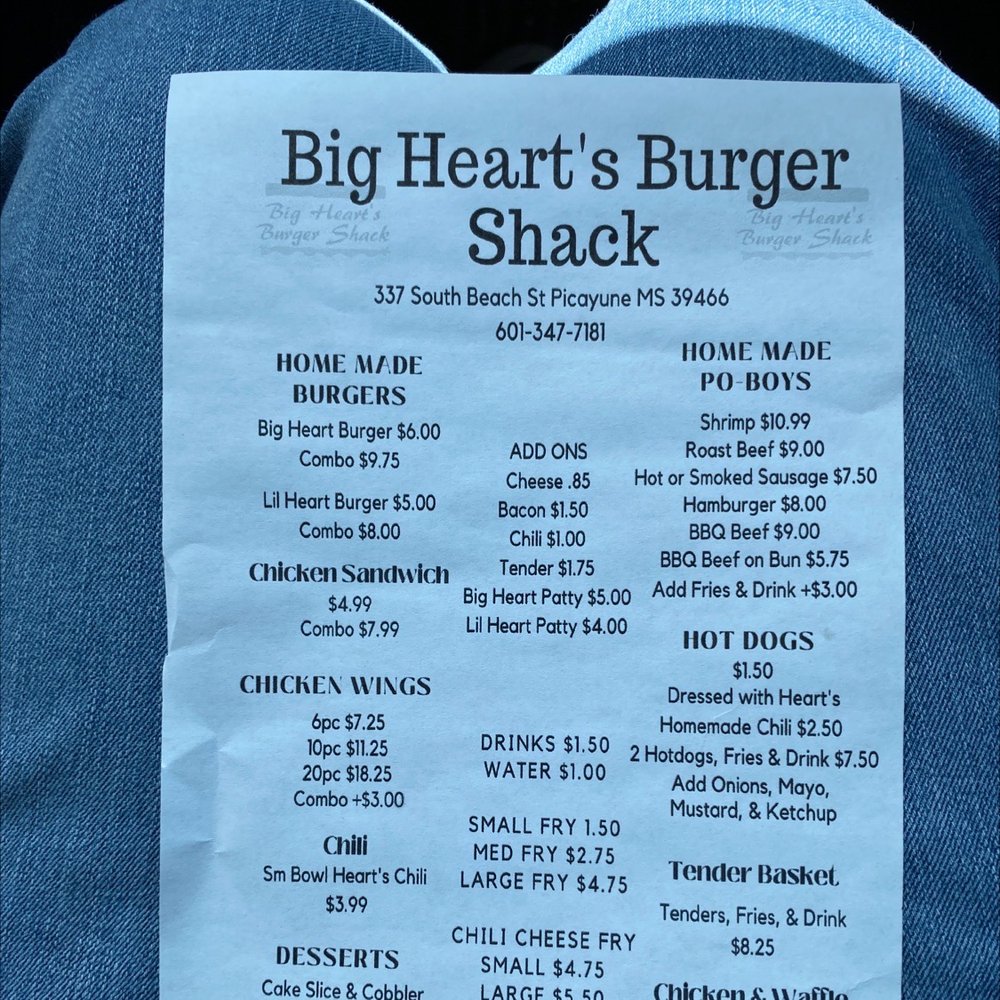 Big Heart's Burger
Shack
Big Heart's
Burger Shack
Big Heart's
Burger Shack
337 South Beach St Picayune MS 39466
601-347-7181
HOME MADE
BURGERS
Big Heart Burger $6.00
Combo $9.75
Lil Heart Burger $5.00
Combo $8.00
Chicken Sandwich
$4.99
Combo $7.99
CHICKEN WINGS
6pc $7.25
10pc $11.25
20pc $18.25
Combo +$3.00
Chili
Sm Bowl Heart's Chili
$3.99
DESSERTS
Cake Slice & Cobbler
ADD ONS
Cheese .85
Bacon $1.50
Chili $1.00
Tender $1.75
Big Heart Patty $5.00
Lil Heart Patty $4.00
DRINKS $1.50
WATER $1.00
SMALL FRY 1.50
MED FRY $2.75
LARGE FRY $4.75
CHILI CHEESE FRY
SMALL $4.75
LARGE $5.50
HOME MADE
PO-BOYS
Shrimp $10.99
Roast Beef $9.00
Hot or Smoked Sausage $7.50
Hamburger $8.00
BBQ Beef $9.00
BBQ Beef on Bun $5.75
Add Fries & Drink +$3.00
HOT DOGS
$1.50
Dressed with Heart's
Homemade Chili $2.50
2 Hotdogs, Fries & Drink $7.50
Add Onions, Mayo,
Mustard, & Ketchup
Tender Basket
Tenders, Fries, & Drink
$8.25
Chicken & Waffle